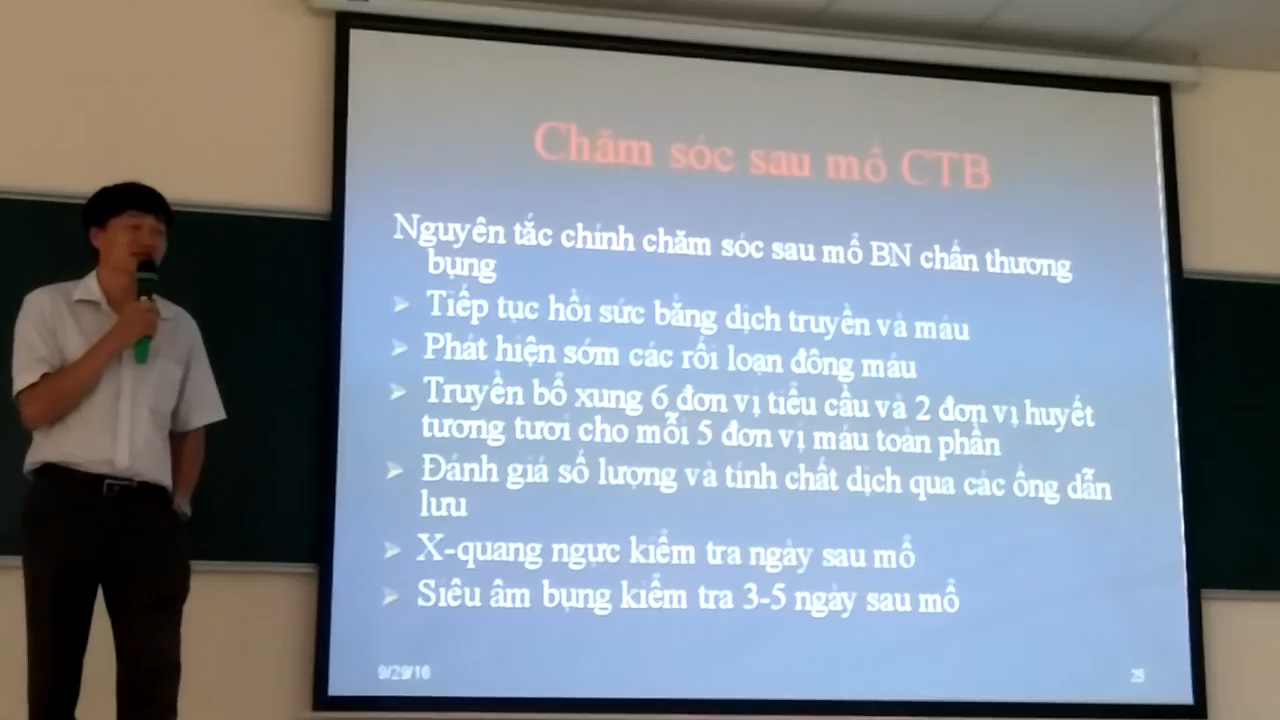 Chăm sóc sau mổ CTB
Nguyên tắc chính chăm sóc sau mổ BN chấn thương
bụng
Tiếp tục hồi sức bằng dịch truyền và máu
Phát hiện sớm các rối loạn đông máu
Truyền bổ xung 6 đơn vị tiểu cầu và 2 đơn vị huyết
tương tươi cho mỗi 5 đơn vị máu toàn phần
Đánh giá số lượng và tính chất dịch qua các ống dẫn
lưu
X-quang ngực kiểm tra ngày sau mổ
Siêu âm bụng kiểm tra 3-5 ngày sau mổ
9/29/16